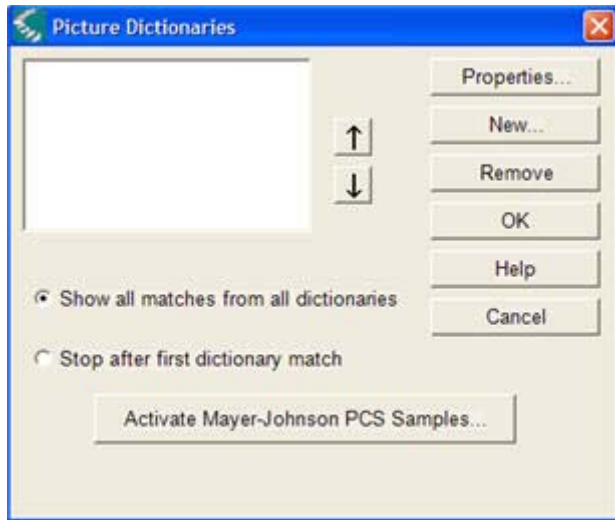 Picture Dictionaries
Properties...
New...
Remove
OK
Help
Cancel
Show all matches from all dictionaries
Stop after first dictionary match
Activate Mayer-Johnson PCS Samples...